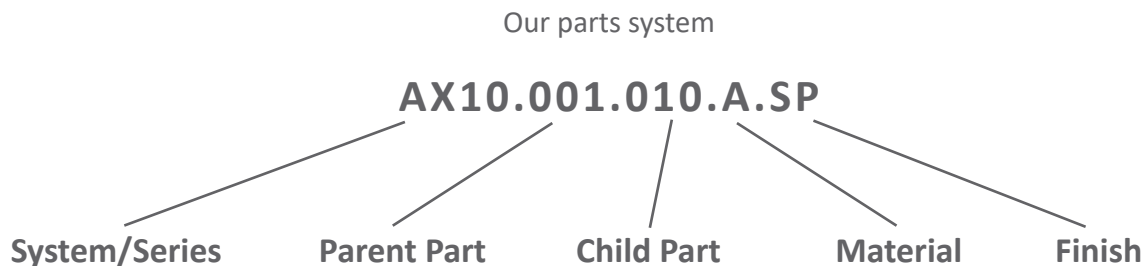 Our parts system
AX10.001.010.A.SP
System/Series Parent Part Child Part Material Finish